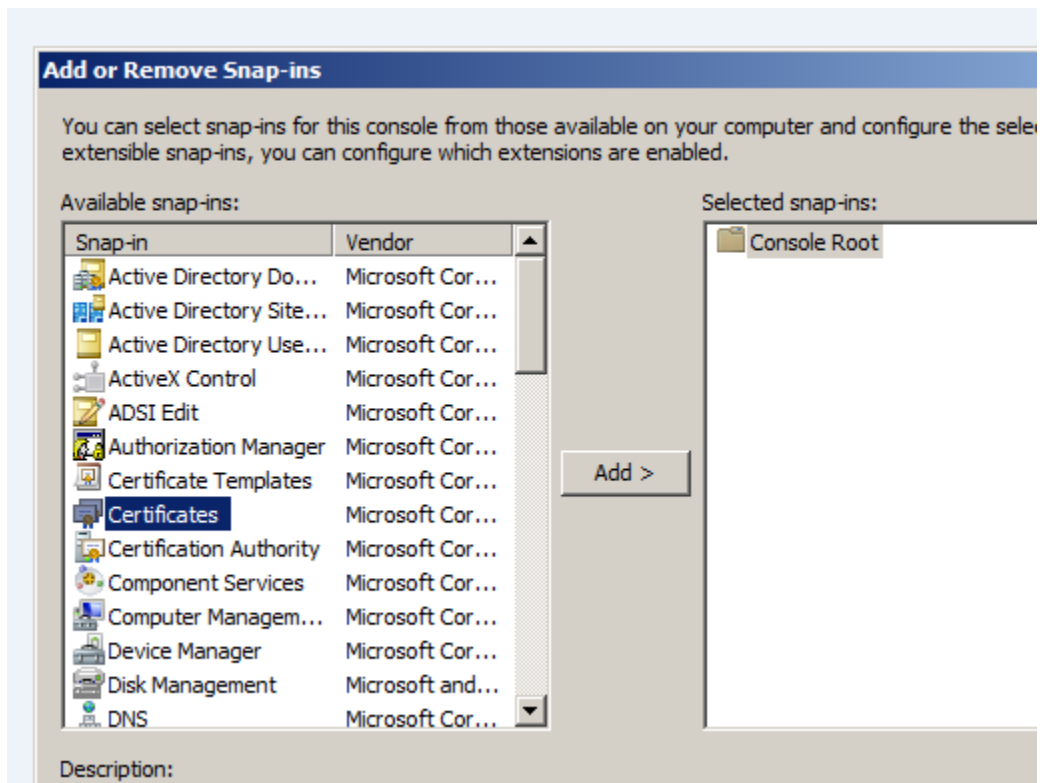 Add or Remove Snap-ins
You can select snap-ins for this console from those available on your computer and configure the
extensible snap-ins, you can configure which extensions are enabled.
Available snap-ins:
Selected snap-ins:
Snap-in Vendor
Console Root
Active Directory Do... Microsoft Cor...
Active Directory Site... Microsoft Cor...
Active Directory Use... Microsoft Cor...
ActiveX Control Microsoft Cor...
ADSI Edit Microsoft Cor...
Authorization Manager Microsoft Cor...
Add >
Certificate Templates Microsoft Cor...
Certificates Microsoft Cor...
Certification Authority Microsoft Cor...
Component Services Microsoft Cor...
Computer Managem... Microsoft Cor...
Device Manager Microsoft Cor...
Disk Management Microsoft and...
DNS Microsoft Cor...
Description: